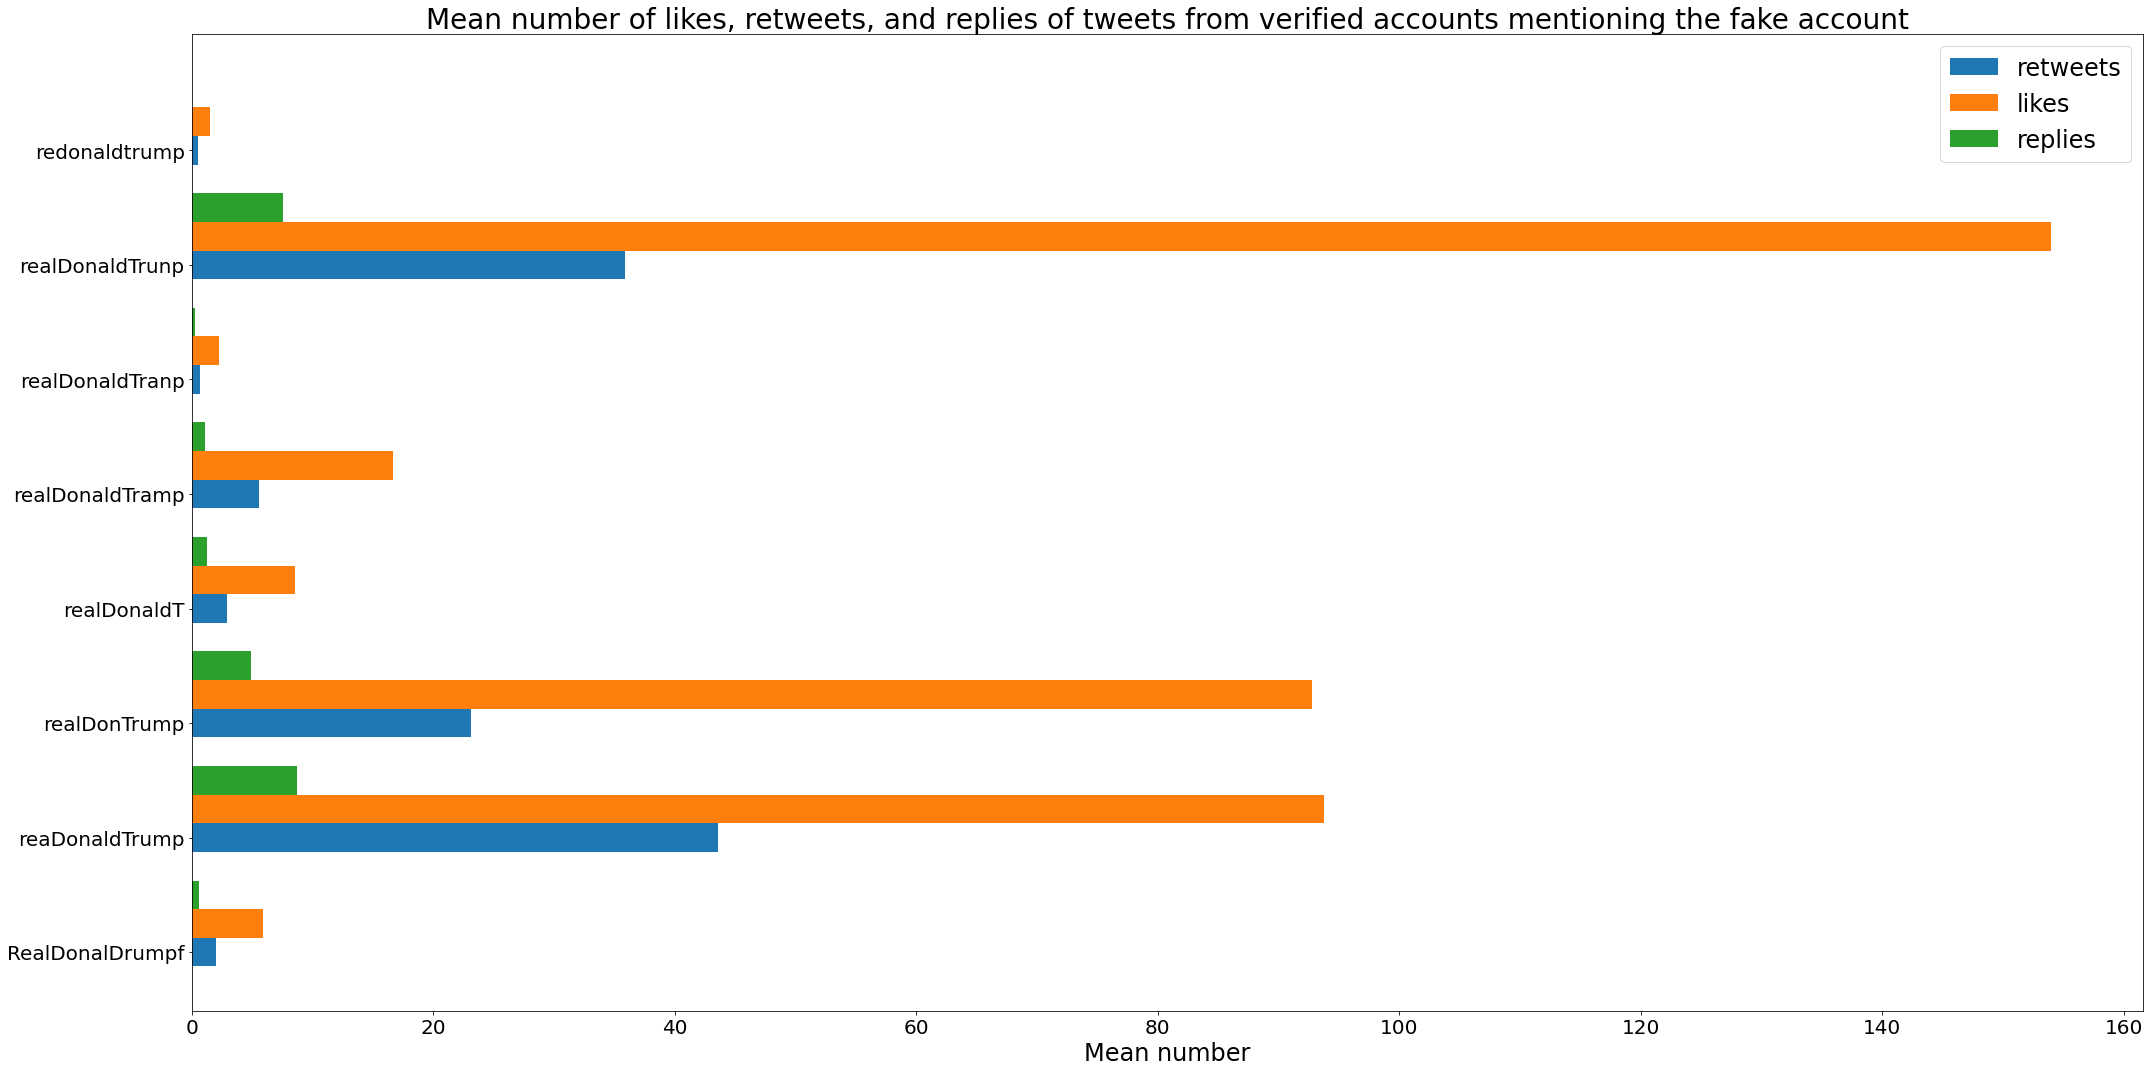 Mean number of likes, retweets, and replies of tweets from verified accounts mentioning the fake account
retweets
likes
replies
redonaldtrump
realDonaldTrunp
realDonaldTranp
realDonaldTramp
realDonaldT
realDonTrump
reaDonaldTrump
RealDonalDrumpf
0 20 40 60 80 100 120 140 160
Mean number